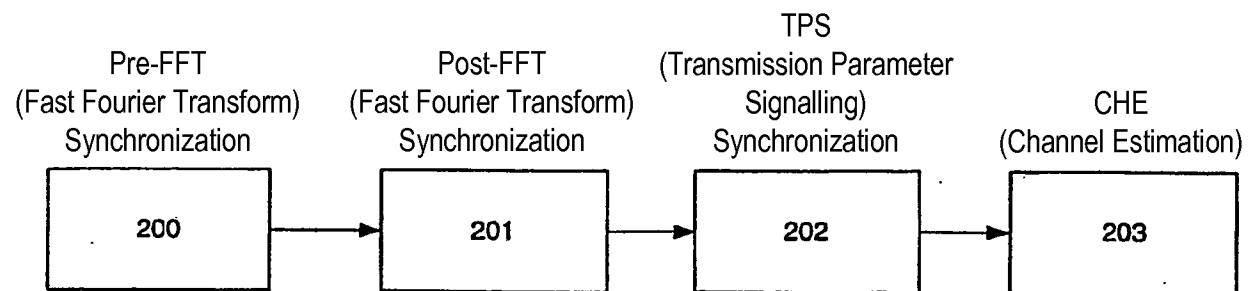 Pre-FFT
(Fast Fourier Transform)
Synchronization
Post-FFT
(Fast Fourier Transform)
Synchronization
TPS
(Transmission Parameter
Signalling)
Synchronization
CHE
(Channel Estimation)
200
201
202
203